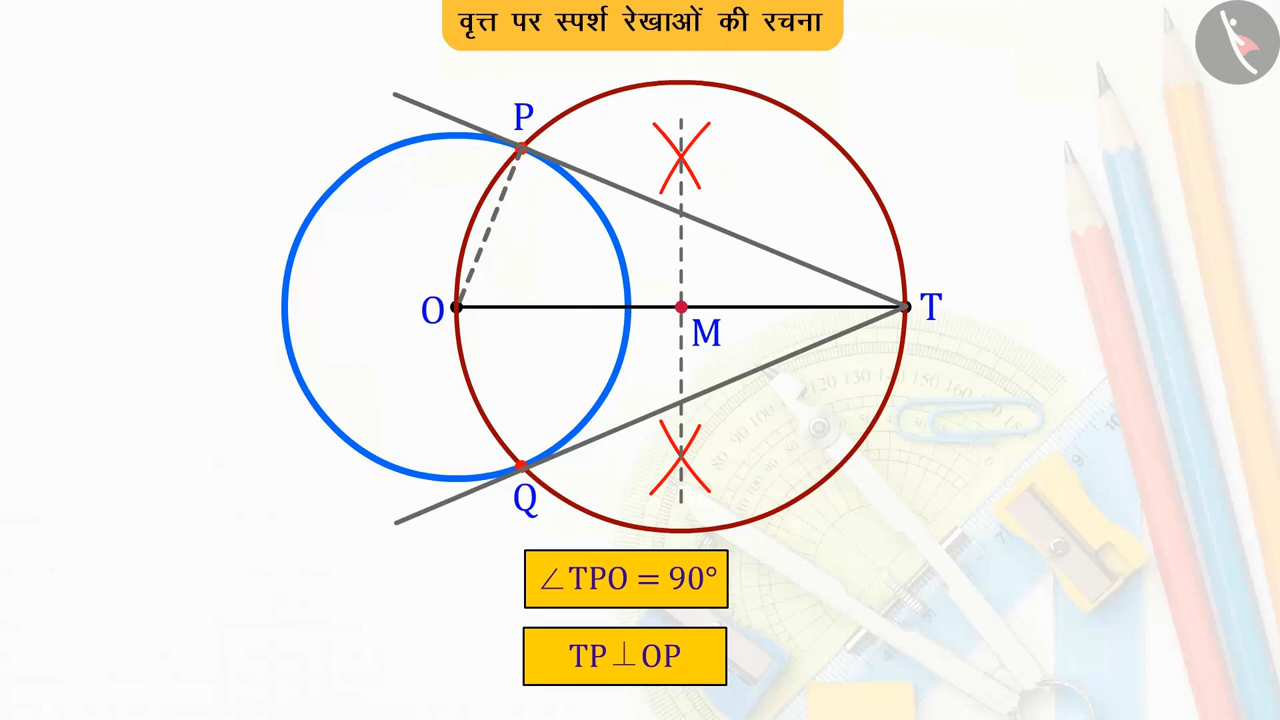 वृत्त पर स्पर्श रेखाओं की रचना
P
O
M
T
Q
∠TPO = 90°
TP⊥OP